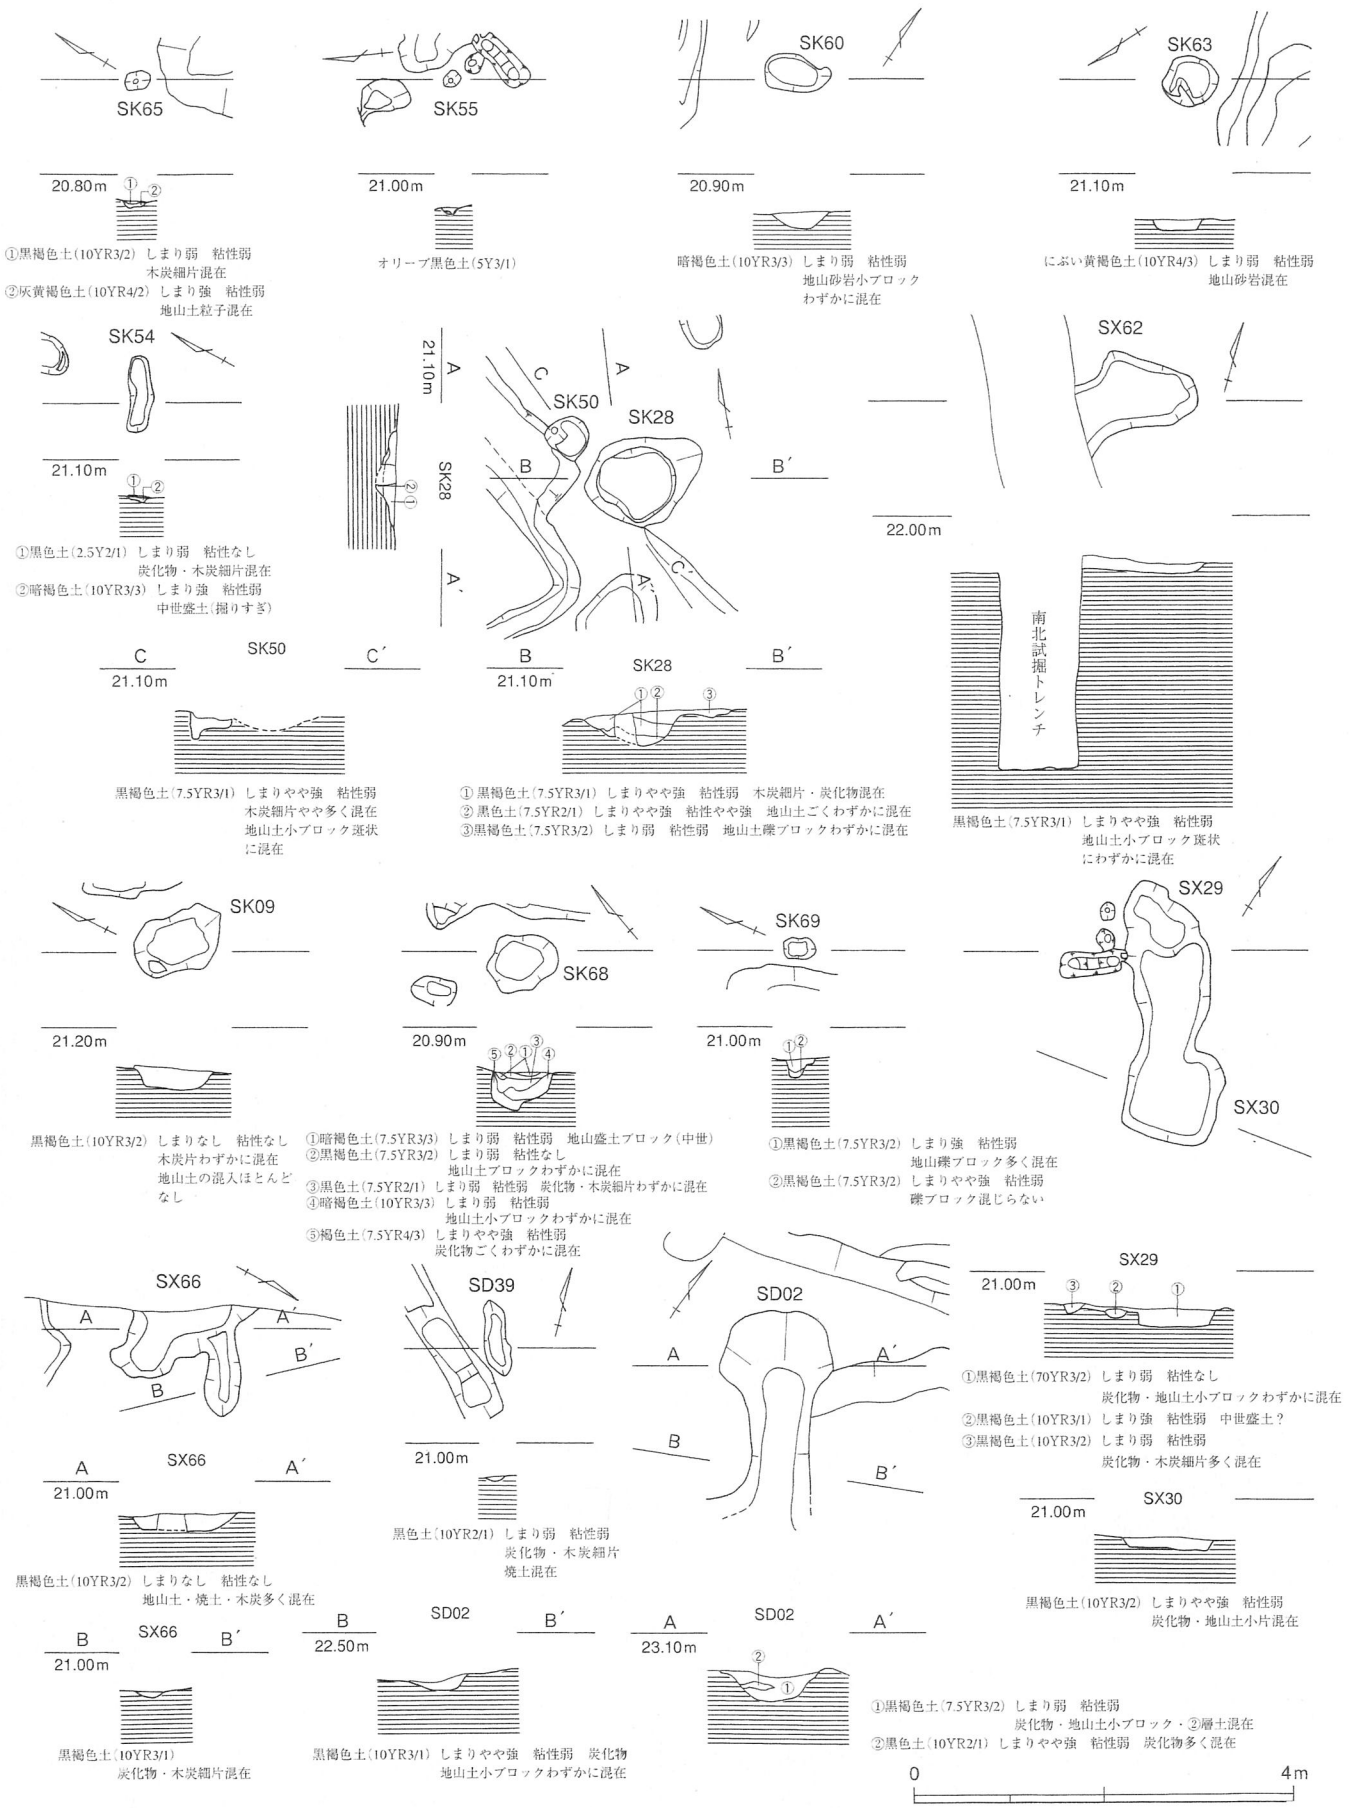 SK65
SK55
SK60
SK63
20.80m
①
②
①黒褐色土(10YR3/2) しまり弱 粘性弱
木炭細片混在
②灰黄褐色土(10YR4/2) しまり強 粘性弱
地山土粒子混在
21.00m
オリーブ黒色土(5Y3/1)
20.90m
暗褐色土(10YR3/3) しまり弱 粘性弱
地山砂岩小ブロック
わずかに混在
21.10m
にぶい黄褐色土(10YR4/3) しまり弱 粘性弱
地山砂岩混在
SK54
21.10m
①
②
①黒色土(2.5Y2/1) しまり弱 粘性なし
炭化物・木炭細片混在
②暗褐色土(10YR3/3) しまり強 粘性弱
中世盛土(掘りすぎ)
A
21.10m
SK28
②
①
A′
C
A
SK50
SK28
B
B′
A′
C′
SX62
22.00m
南北試掘トレンチ
黒褐色土(7.5YR3/1) しまりやや強 粘性弱
地山土小ブロック斑状
にわずかに混在
C
SK50
C′
21.10m
黒褐色土(7.5YR3/1) しまりやや強 粘性弱
木炭細片やや多く混在
地山土小ブロック斑状
に混在
B
SK28
B′
21.10m
① ② ③
①黒褐色土(7.5YR3/1) しまりやや強 粘性弱 木炭細片・炭化物混在
②黒色土(7.5YR2/1) しまりやや強 粘性やや強 地山土ごくわずかに混在
③黒褐色土(7.5YR3/2) しまり弱 粘性弱 地山土礫ブロックわずかに混在
SK09
21.20m
黒褐色土(10YR3/2) しまりなし 粘性なし
木炭片わずかに混在
地山土の混入ほとんど
なし
SK68
20.90m
⑤ ② ① ③ ④
①暗褐色土(7.5YR3/3) しまり弱 粘性弱 地山盛土ブロック(中世)
②黒褐色土(7.5YR3/2) しまり弱 粘性なし
地山土ブロックわずかに混在
③黒色土(7.5YR2/1) しまり弱 粘性弱 炭化物・木炭細片わずかに混在
④暗褐色土(10YR3/3) しまり弱 粘性弱
地山土小ブロックわずかに混在
⑤褐色土(7.5YR4/3) しまりやや強 粘性弱
炭化物ごくわずかに混在
SK69
21.00m
① ②
①黒褐色土(7.5YR3/2) しまり強 粘性弱
地山礫ブロック多く混在
②黒褐色土(7.5YR3/2) しまりやや強 粘性弱
礫ブロック混じらない
SX29
SX30
SX29
21.00m
③ ② ①
①黒褐色土(70YR3/2) しまり弱 粘性なし
炭化物・地山土小ブロックわずかに混在
②黒褐色土(10YR3/1) しまり強 粘性弱 中世盛土?
③黒褐色土(10YR3/2) しまり弱 粘性弱
炭化物・木炭細片多く混在
SX30
21.00m
黒褐色土(10YR3/2) しまりやや強 粘性弱
炭化物・地山土小片混在
SX66
A
A′
B′
B
A
SX66
A′
21.00m
黒褐色土(10YR3/2) しまりなし 粘性なし
地山土・焼土・木炭多く混在
B
SX66
B′
21.00m
黒褐色土(10YR3/1)
炭化物・木炭細片混在
SD39
21.00m
黒色土(10YR2/1) しまり弱 粘性弱
炭化物・木炭細片
焼土混在
SD02
A
A′
B
B′
B
SD02
B′
22.50m
黒褐色土(10YR3/1) しまりやや強 粘性弱 炭化物
地山土小ブロックわずかに混在
A
SD02
A′
23.10m
②
①
①黒褐色土(7.5YR3/2) しまり弱 粘性弱
炭化物・地山土小ブロック・②層土混在
②黒色土(10YR2/1) しまりやや強 粘性弱 炭化物多く混在
0
4m